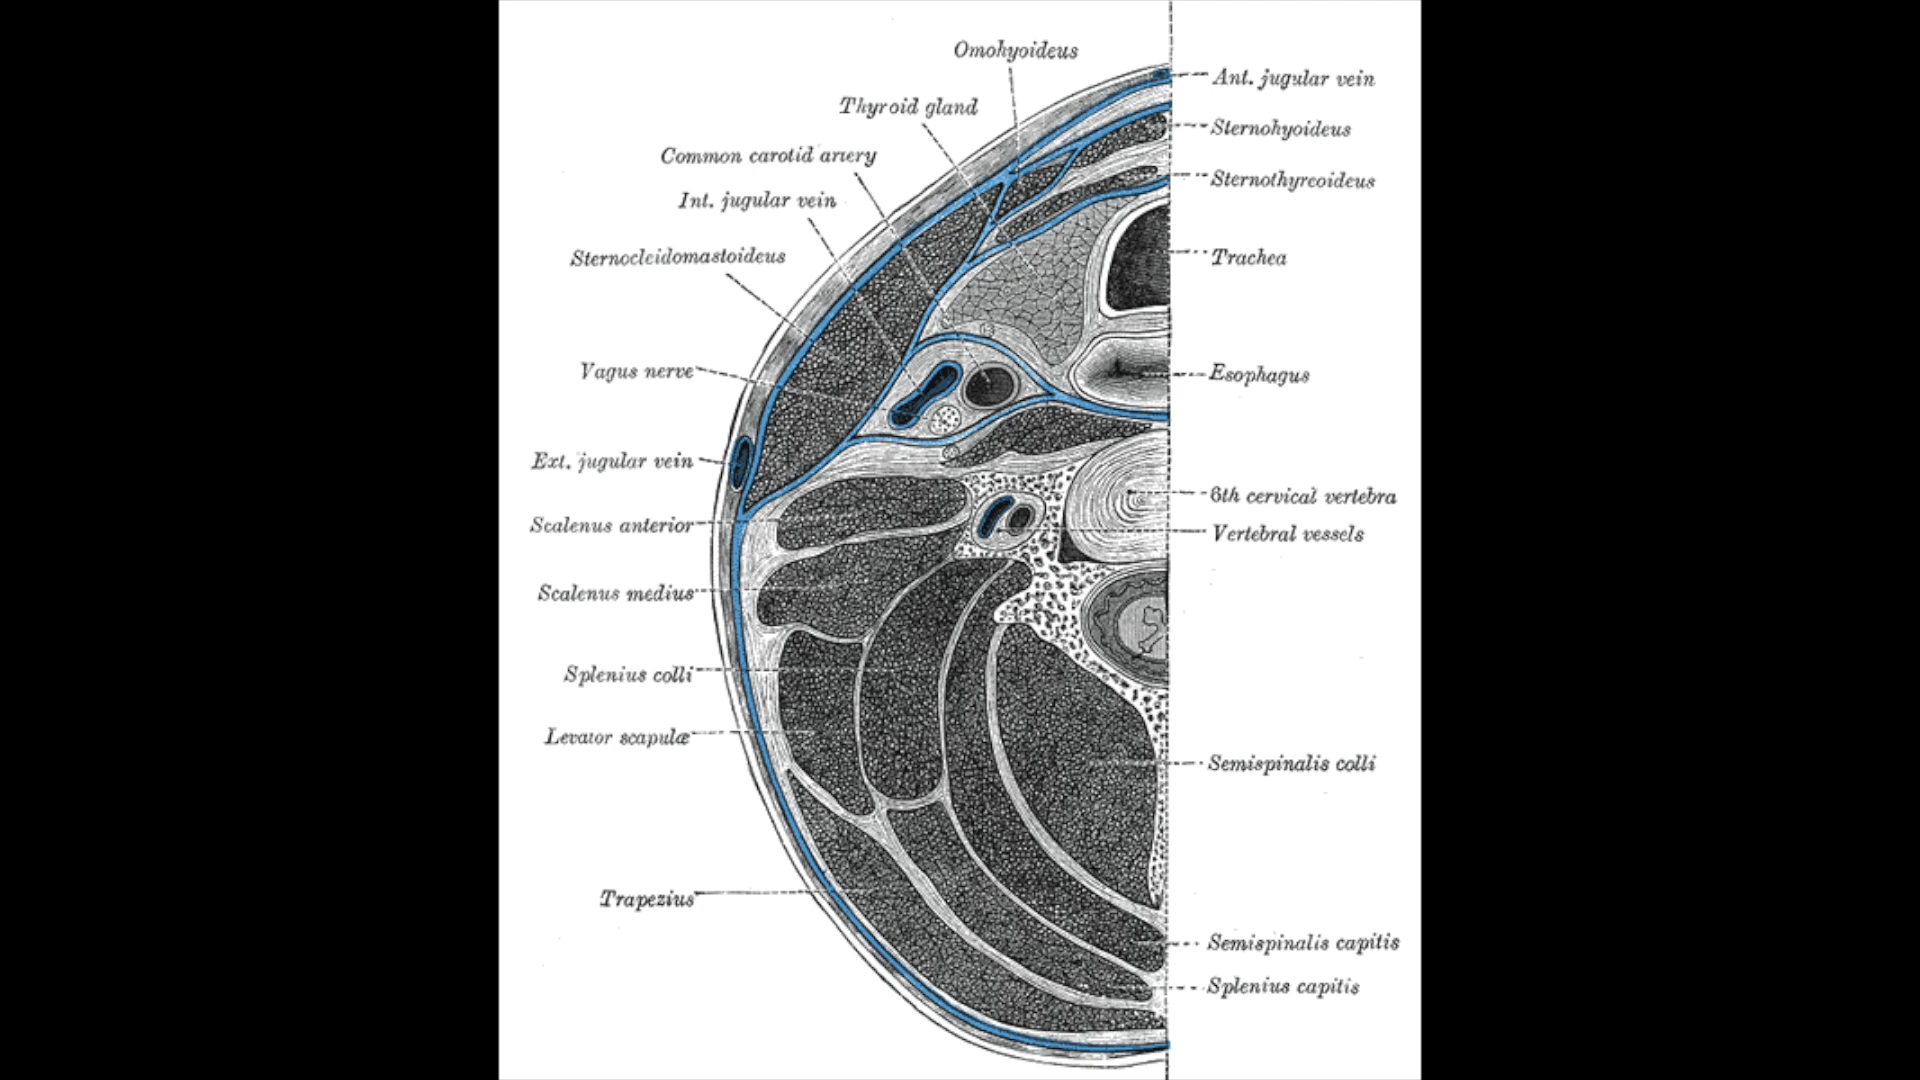 Omohyoideus
Thyroid gland
Common carotid artery
Int. jugular vein
Sternocleidomastoideus
Vagus nerve
Ext. jugular vein
Scalenus anterior
Scalenus medius
Splenius colli
Levator scapulæ
Trapezius
Ant. jugular vein
Sternohyoideus
Sternothyreoideus
Trachea
Esophagus
6th cervical vertebra
Vertebral vessels
Semispinalis colli
Semispinalis capitis
Splenius capitis